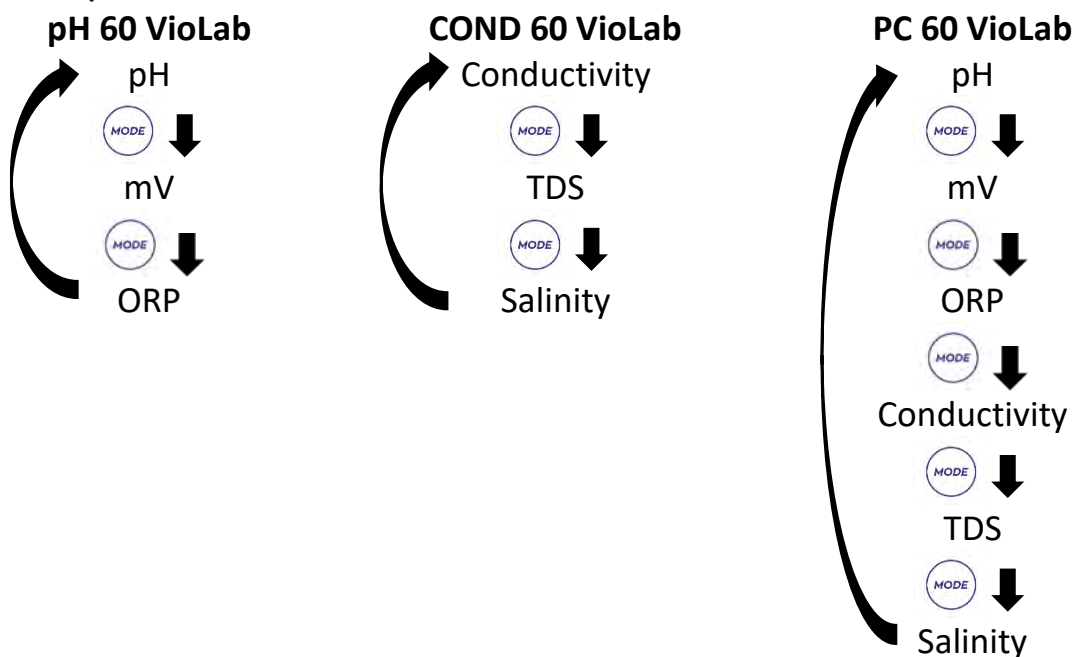 pH 60 VioLab
pH
MODE
mV
MODE
ORP
COND 60 VioLab
Conductivity
MODE
TDS
MODE
Salinity
PC 60 VioLab
pH
MODE
mV
MODE
ORP
MODE
Conductivity
MODE
TDS
MODE
Salinity